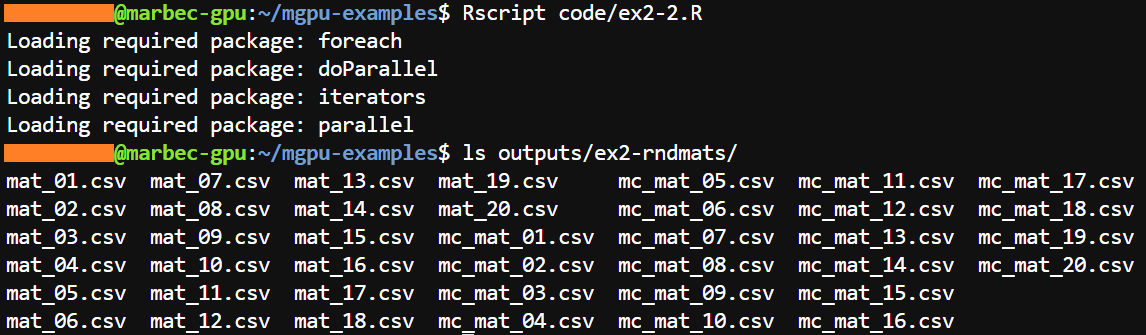 @marbec-gpu:~/mgpu-examples$ Rscript code/ex2-2.R
Loading required package: foreach
Loading required package: doParallel
Loading required package: iterators
Loading required package: parallel
@marbec-gpu:~/mgpu-examples$ ls outputs/ex2-rndmats/
mat_01.csv  mat_07.csv  mat_13.csv  mat_19.csv     mc_mat_05.csv  mc_mat_11.csv  mc_mat_17.csv
mat_02.csv  mat_08.csv  mat_14.csv  mat_20.csv     mc_mat_06.csv  mc_mat_12.csv  mc_mat_18.csv
mat_03.csv  mat_09.csv  mat_15.csv  mc_mat_01.csv  mc_mat_07.csv  mc_mat_13.csv  mc_mat_19.csv
mat_04.csv  mat_10.csv  mat_16.csv  mc_mat_02.csv  mc_mat_08.csv  mc_mat_14.csv  mc_mat_20.csv
mat_05.csv  mat_11.csv  mat_17.csv  mc_mat_03.csv  mc_mat_09.csv  mc_mat_15.csv
mat_06.csv  mat_12.csv  mat_18.csv  mc_mat_04.csv  mc_mat_10.csv  mc_mat_16.csv